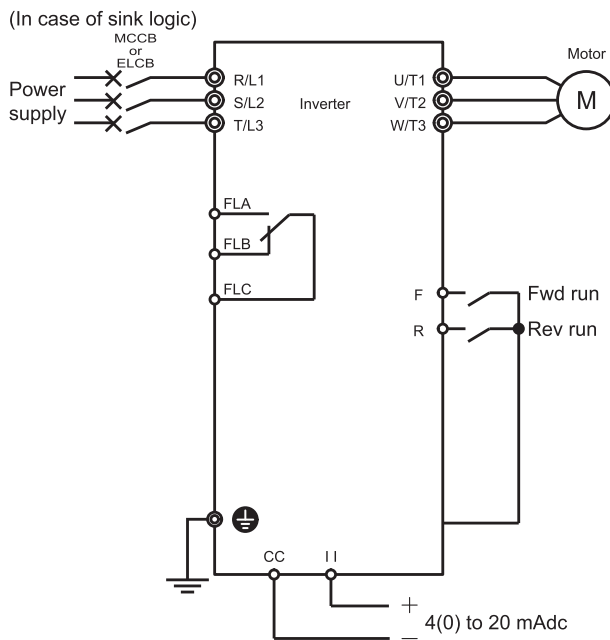 (In case of sink logic)
MCCB
or
ELCB
Power
supply
R/L1
S/L2
T/L3
Inverter
U/T1
V/T2
W/T3
Motor
M
FLA
FLB
FLC
F
Fwd run
R
Rev run
CC
II
+
4(0) to 20 mAdc
−